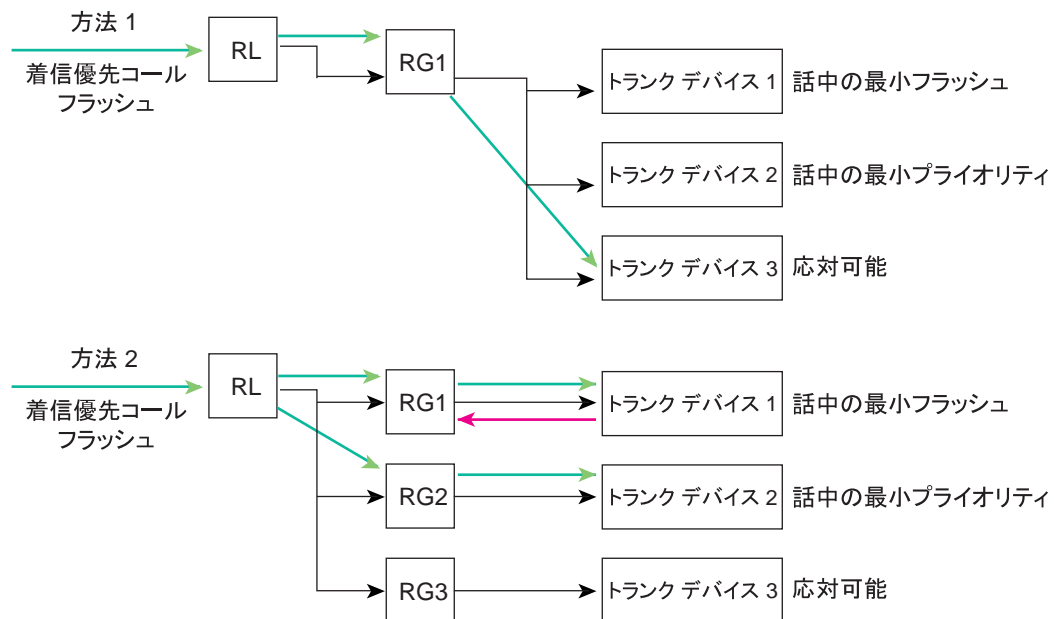 方法 1
着信優先コール
フラッシュ
RL
RG1
トランク デバイス 1
話中の最小フラッシュ
トランク デバイス 2
話中の最小プライオリティ
トランク デバイス 3
応対可能
方法 2
着信優先コール
フラッシュ
RL
RG1
トランク デバイス 1
話中の最小フラッシュ
RG2
トランク デバイス 2
話中の最小プライオリティ
RG3
トランク デバイス 3
応対可能